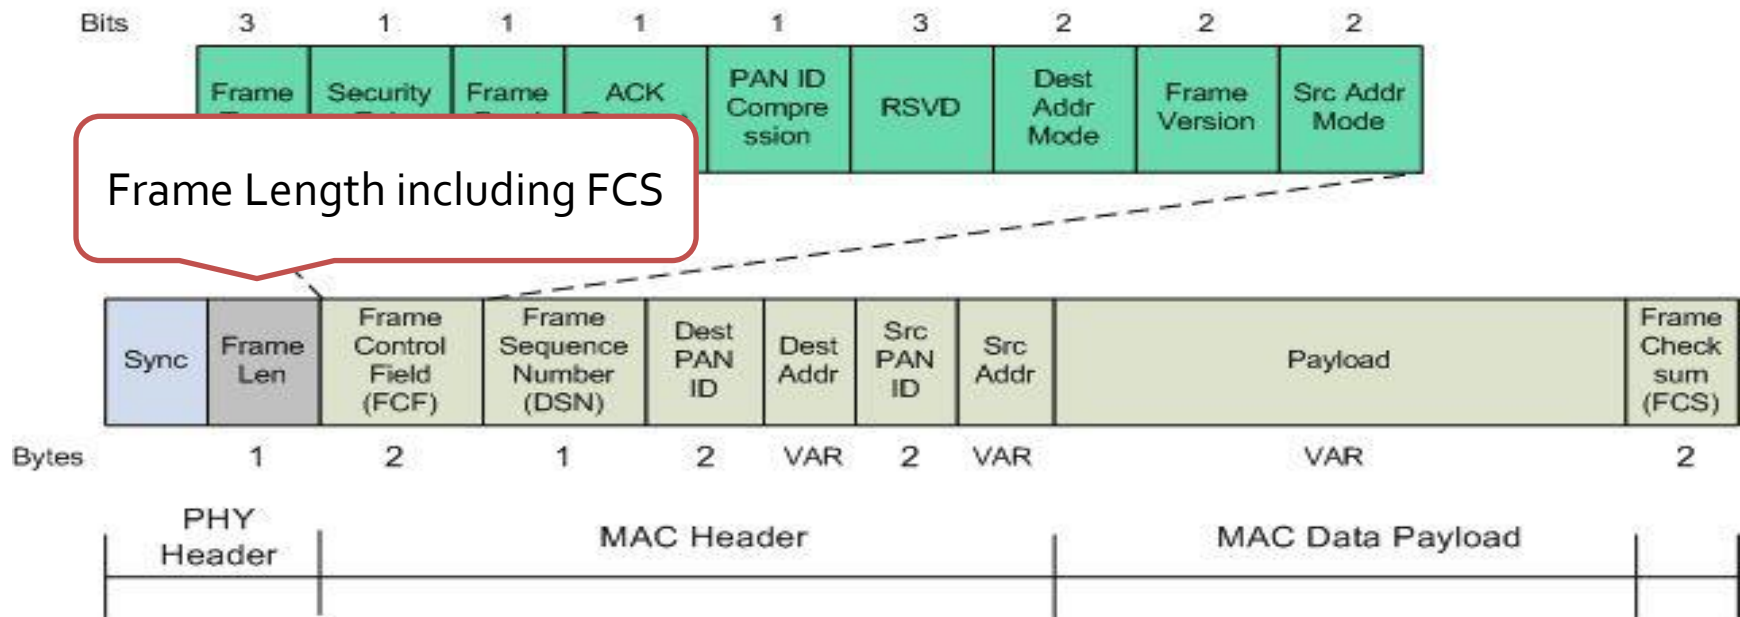 Bits 3 1 1 1 1 3 2 2 2
Frame Security Frame ACK PAN ID Compre ssion RSVD Dest Addr Mode Frame Version Src Addr Mode
Frame Length including FCS
Sync Frame Len Frame Control Field (FCF) Frame Sequence Number (DSN) Dest PAN ID Dest Addr Src PAN ID Src Addr Payload Frame Check sum (FCS)
Bytes 1 2 1 2 VAR 2 VAR VAR 2
PHY Header MAC Header MAC Data Payload